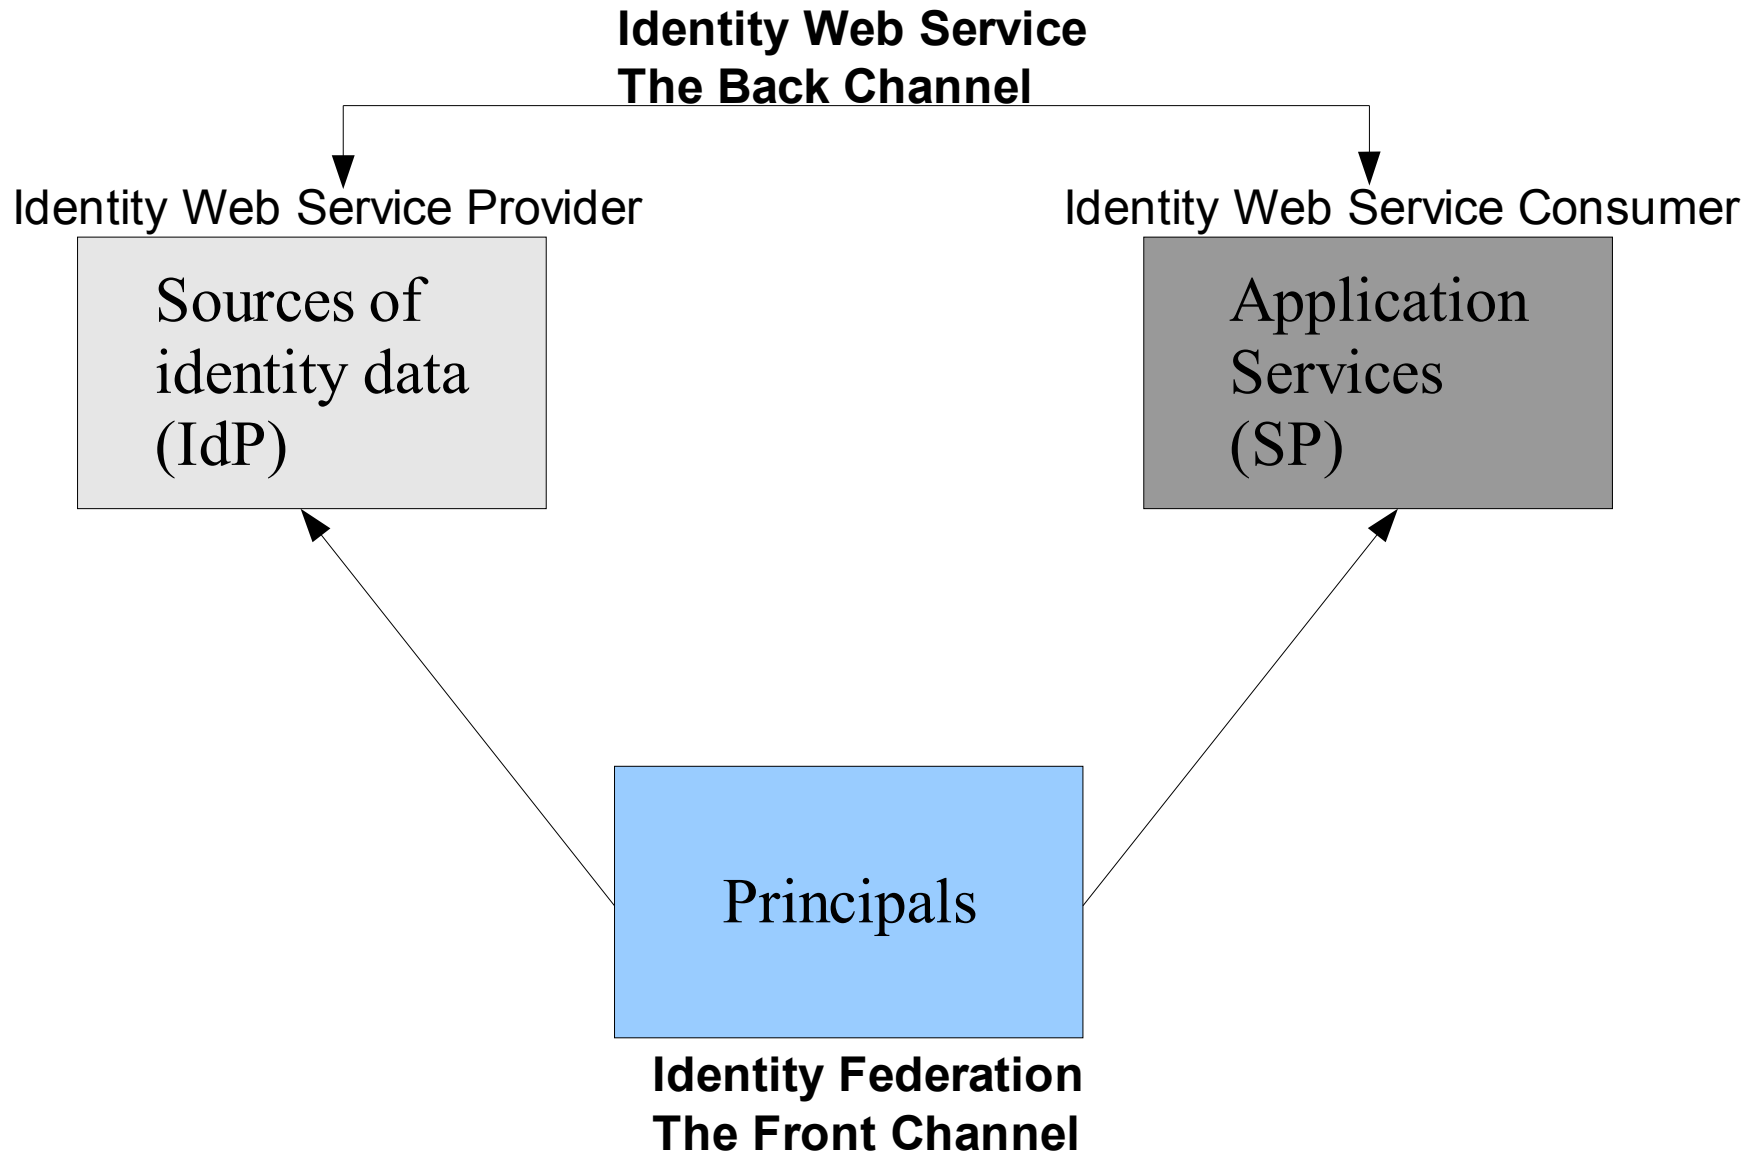 Identity Web Service
The Back Channel
Identity Web Service Provider
Identity Web Service Consumer
Sources of
identity data
(IdP)
Application
Services
(SP)
Principals
Identity Federation
The Front Channel